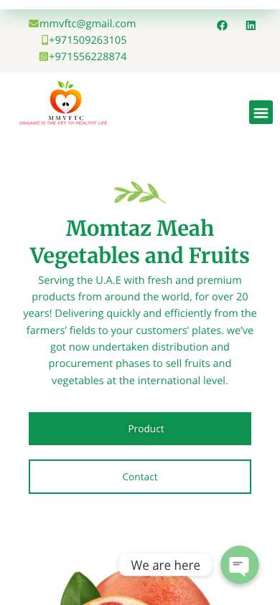 mmvftc@gmail.com
+971509263105
+971556228874
MMVFTC
ORGANIC IS THE KEY TO HEALTHY LIFE
Momtaz Meah
Vegetables and Fruits
Serving the U.A.E with fresh and premium
products from around the world, for over 20
years! Delivering quickly and efficiently from the
farmers’ fields to your customers’ plates. we’ve
got now undertaken distribution and
procurement phases to sell fruits and
vegetables at the international level.
Product
Contact
We are here